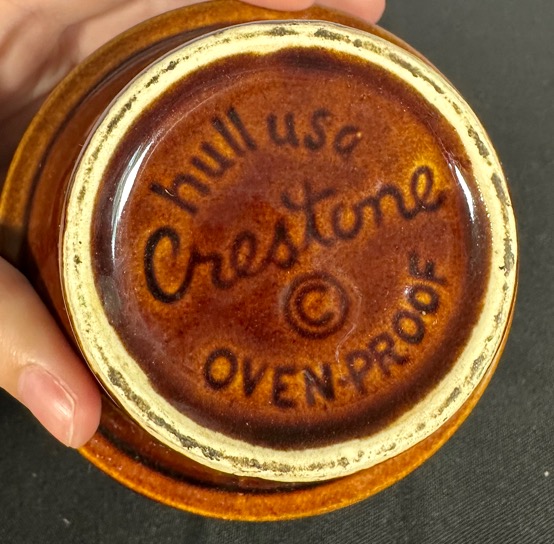 hull usa
Crestone
©
OVEN-PROOF